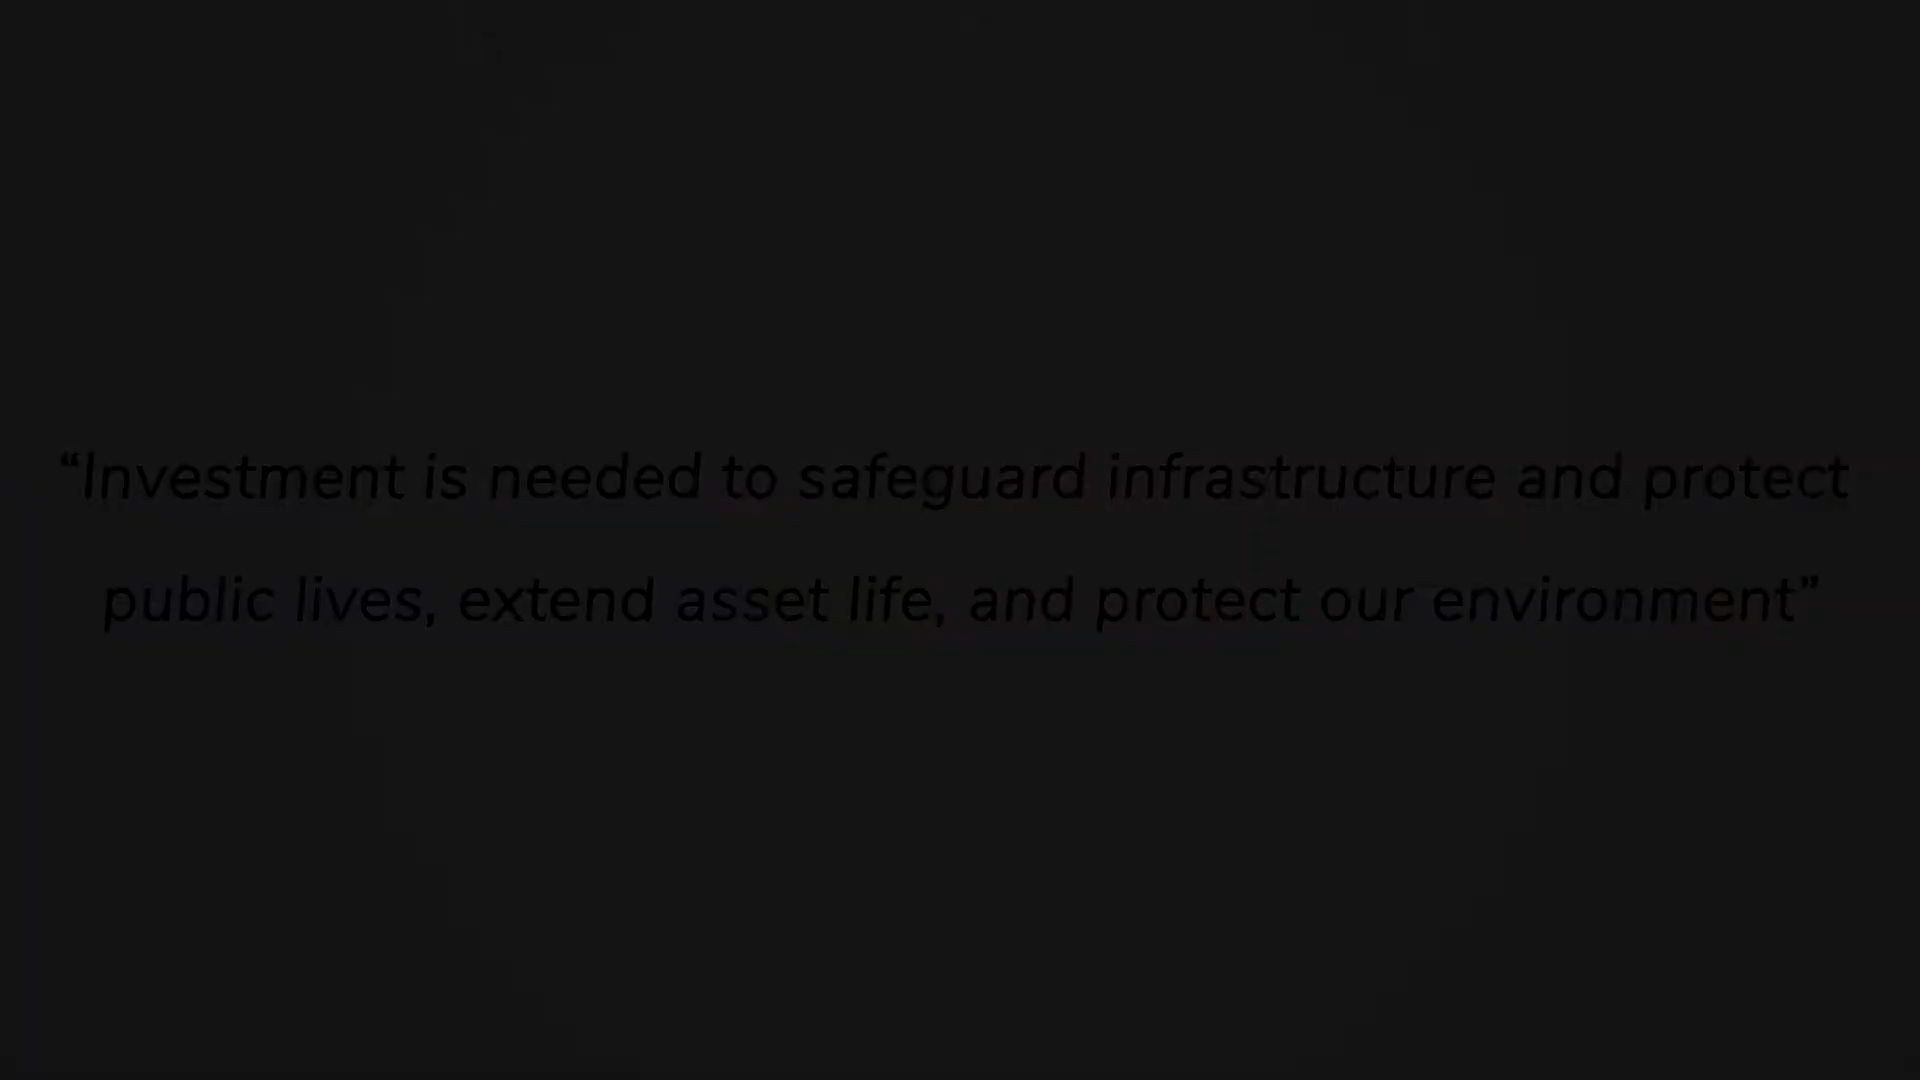 “Investment is needed to safeguard infrastructure and protect
public lives, extend asset life, and protect our environment”